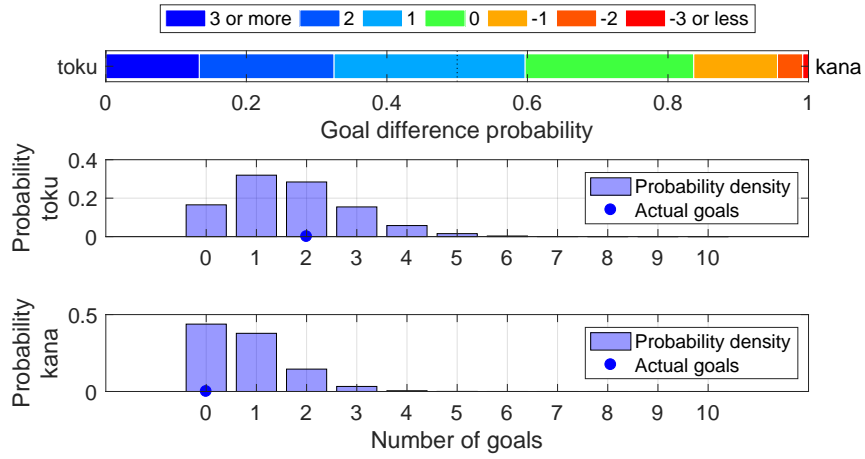 3 or more 2 1 0 -1 -2 -3 or less
toku kana
0 0.2 0.4 0.6 0.8 1
Goal difference probability
Probability
toku
0.4
0.2
0
Probability density
Actual goals
0 1 2 3 4 5 6 7 8 9 10
Probability
kana
0.5
0
Probability density
Actual goals
0 1 2 3 4 5 6 7 8 9 10
Number of goals